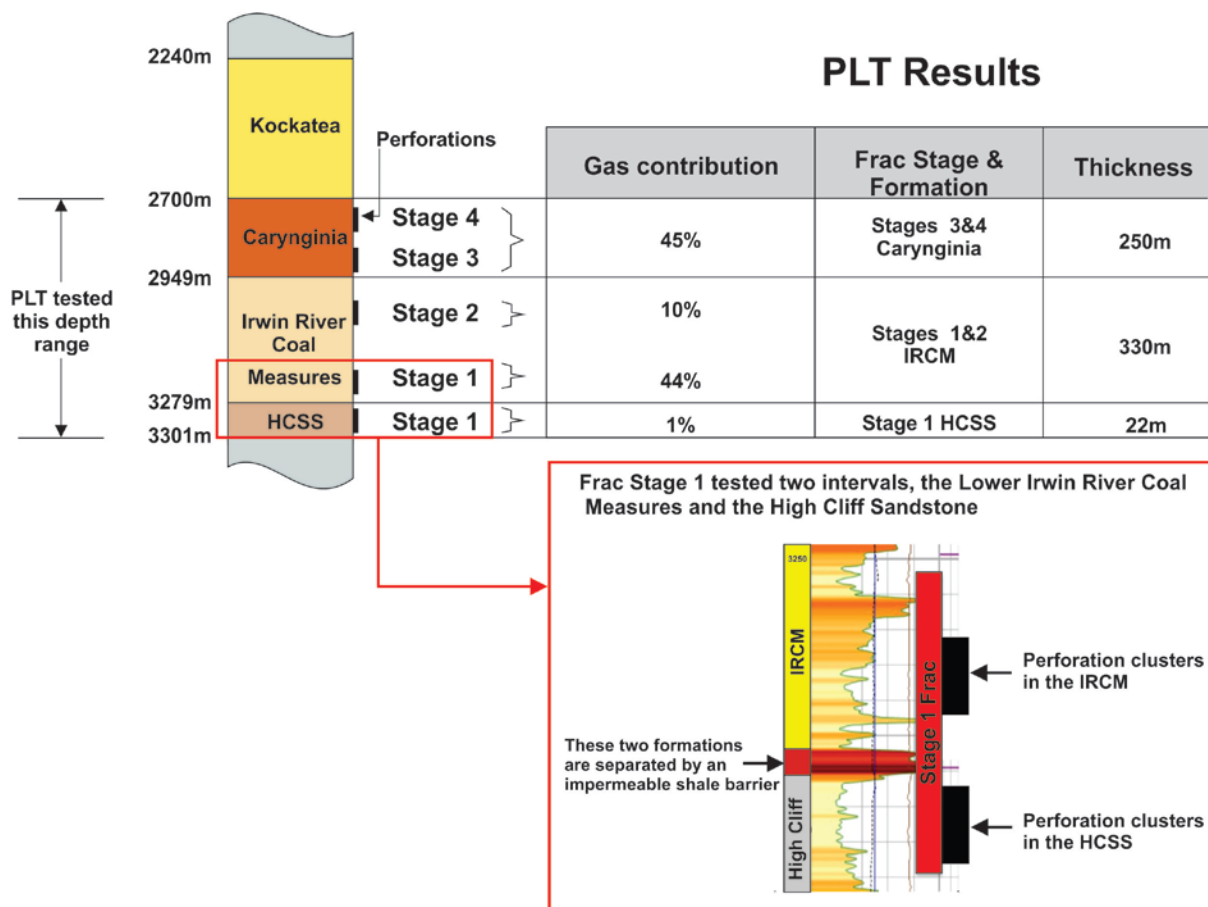 PLT Results
2240m
Kockatea
Perforations
Gas contribution
Frac Stage &
Formation
Thickness
2700m
Carynginia
Stage 4
Stage 3
45%
Stages 3&4
Carynginia
250m
2949m
PLT tested
this depth
range
Irwin River
Coal
Measures
Stage 2
10%
Stages 1&2
IRCM
330m
Stage 1
44%
3279m
HCSS
Stage 1
1%
Stage 1 HCSS
22m
3301m
Frac Stage 1 tested two intervals, the Lower Irwin River Coal
Measures and the High Cliff Sandstone
3250
IRCM
Stage 1 Frac
Perforation clusters
in the IRCM
These two formations
are separated by an
impermeable shale barrier
High Cliff
Perforation clusters
in the HCSS